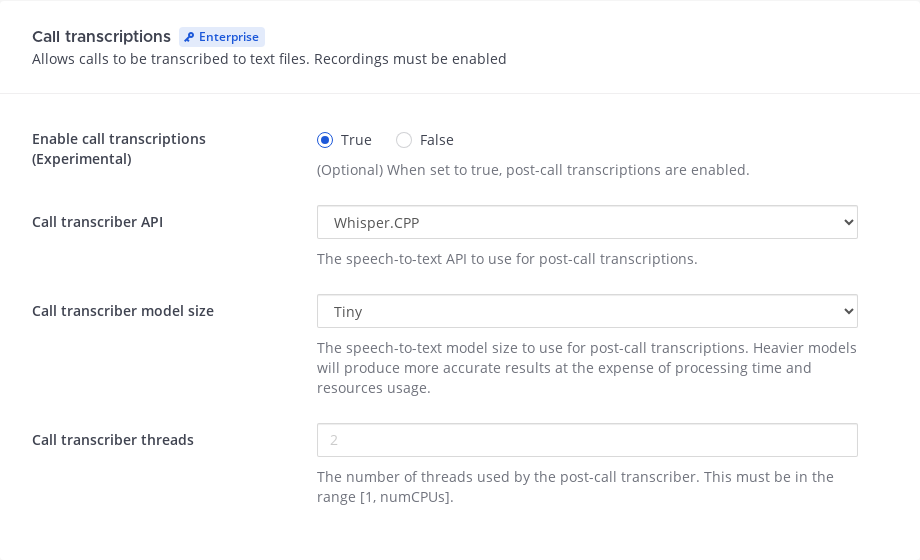 Call transcriptions Enterprise
Allows calls to be transcribed to text files. Recordings must be enabled
Enable call transcriptions
(Experimental)
True False
(Optional) When set to true, post-call transcriptions are enabled.
Call transcriber API
Whisper.CPP
The speech-to-text API to use for post-call transcriptions.
Call transcriber model size
Tiny
The speech-to-text model size to use for post-call transcriptions. Heavier models
will produce more accurate results at the expense of processing time and
resources usage.
Call transcriber threads
2
The number of threads used by the post-call transcriber. This must be in the
range [1, numCPUs].